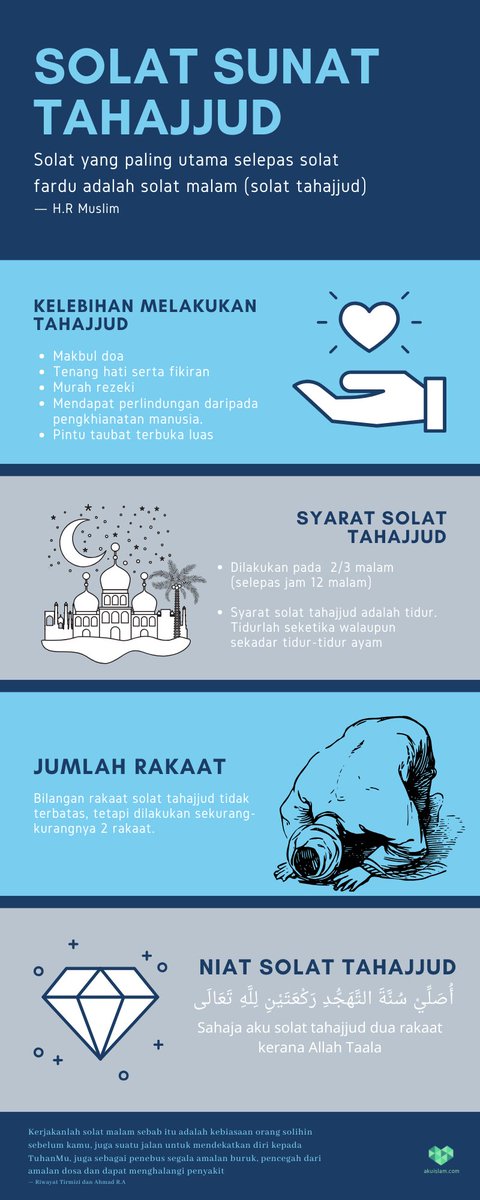 SOLAT SUNAT
TAHAJJUD
Solat yang paling utama selepas solat
fardu adalah solat malam (solat tahajjud)
— H.R Muslim
KELEBIHAN MELAKUKAN
TAHAJJUD
• Makbul doa
• Tenang hati serta fikiran
• Murah rezeki
• Mendapat perlindungan daripada
pengkhianatan manusia.
• Pintu taubat terbuka luas
SYARAT SOLAT
TAHAJJUD
• Dilakukan pada 2/3 malam
(selepas jam 12 malam)
• Syarat solat tahajjud adalah tidur.
Tidurlah seketika walaupun
sekadar tidur-tidur ayam
JUMLAH RAKAAT
Bilangan rakaat solat tahajjud tidak
terbatas, tetapi dilakukan sekurang-
kurangnya 2 rakaat.
NIAT SOLAT TAHAJJUD
أُصَلِّيْ سُنَّةَ التَّهَجُّدِ رَكْعَتَيْنِ لِلَّهِ تَعَالَى
Sahaja aku solat tahajjud dua rakaat
kerana Allah Taala
Kerjakanlah solat malam sebab itu adalah kebiasaan orang solihin
sebelum kamu, juga suatu jalan untuk mendekatkan diri kepada
TuhanMu, juga sebagai penebus segala amalan buruk, pencegah dari
amalan dosa dan dapat menghalangi penyakit
— Riwayat Tirmizi dan Ahmad R.A
akuislam.com